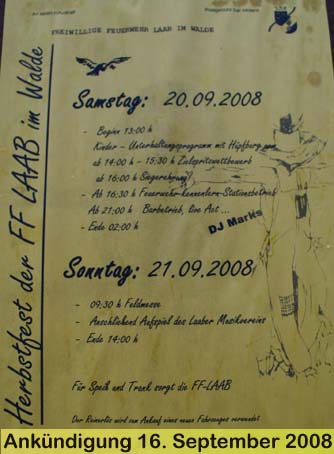 FREIWILLIGE FEUERWEHR LAAB IM WALDE
Herbstfest der FF LAAB im Walde
Samstag: 20.09.2008
- Beginn 13:00 h
Kinder - Unterhaltungsprogramm mit Hüpfburg
ab 14:00 h - 15:30 h Zielspritzwettbewerb
ab 16:00 h Siegerehrung
- Ab 16:30 h Feuerwehr-Kennenlern-Stationsbetrieb
- Ab 21:00 h Barbetrieb, live Act ...
- Ende 02:00 h
DJ Marks
Sonntag: 21.09.2008
- 09:30 h Feldmesse
- Anschließend Aufspiel des Laaber Musikvereins
- Ende 14:00 h
Für Speis und Trank sorgt die FF-LAAB
Der Reinerlös wird zum Ankauf eines neuen Fahrzeuges verwendet
Ankündigung 16. September 2008